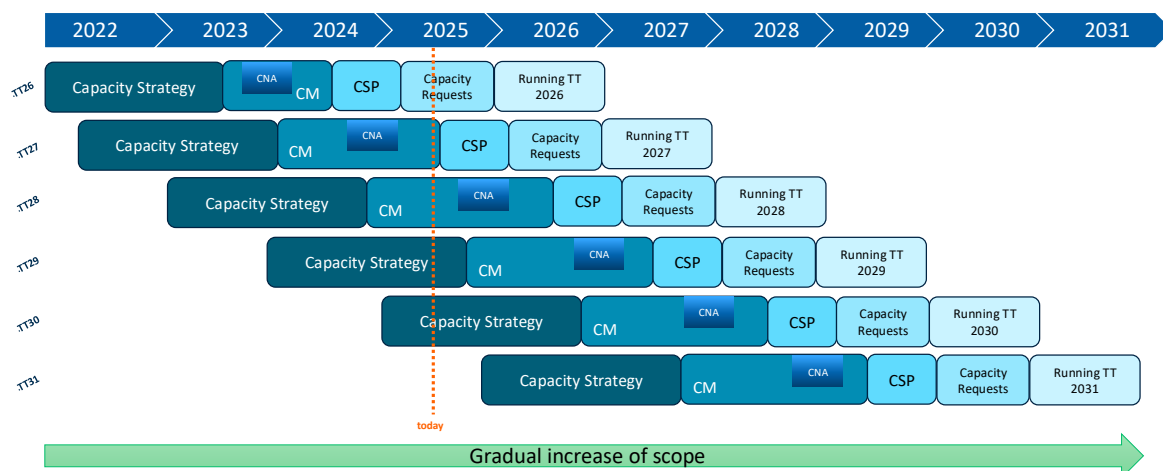 2022 2023 2024 2025 2026 2027 2028 2029 2030 2031
TT26 Capacity Strategy CNA CM CSP Capacity Requests Running TT 2026
TT27 Capacity Strategy CM CNA CSP Capacity Requests Running TT 2027
TT28 Capacity Strategy CM CNA CSP Capacity Requests Running TT 2028
TT29 Capacity Strategy CM CNA CSP Capacity Requests Running TT 2029
TT30 Capacity Strategy CM CNA CSP Capacity Requests Running TT 2030
TT31 Capacity Strategy CM CNA CSP Capacity Requests Running TT 2031
today
Gradual increase of scope